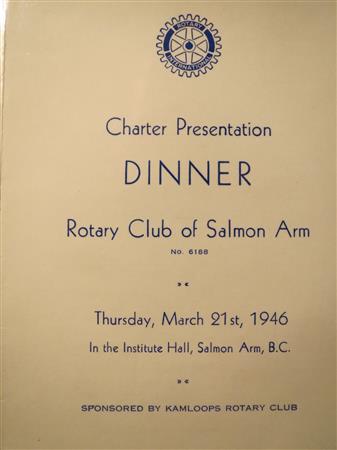 ROTARY
INTERNATIONAL
Charter Presentation
DINNER
Rotary Club of Salmon Arm
No. 6188
Thursday, March 21st, 1946
In the Institute Hall, Salmon Arm, B.C.
SPONSORED BY KAMLOOPS ROTARY CLUB